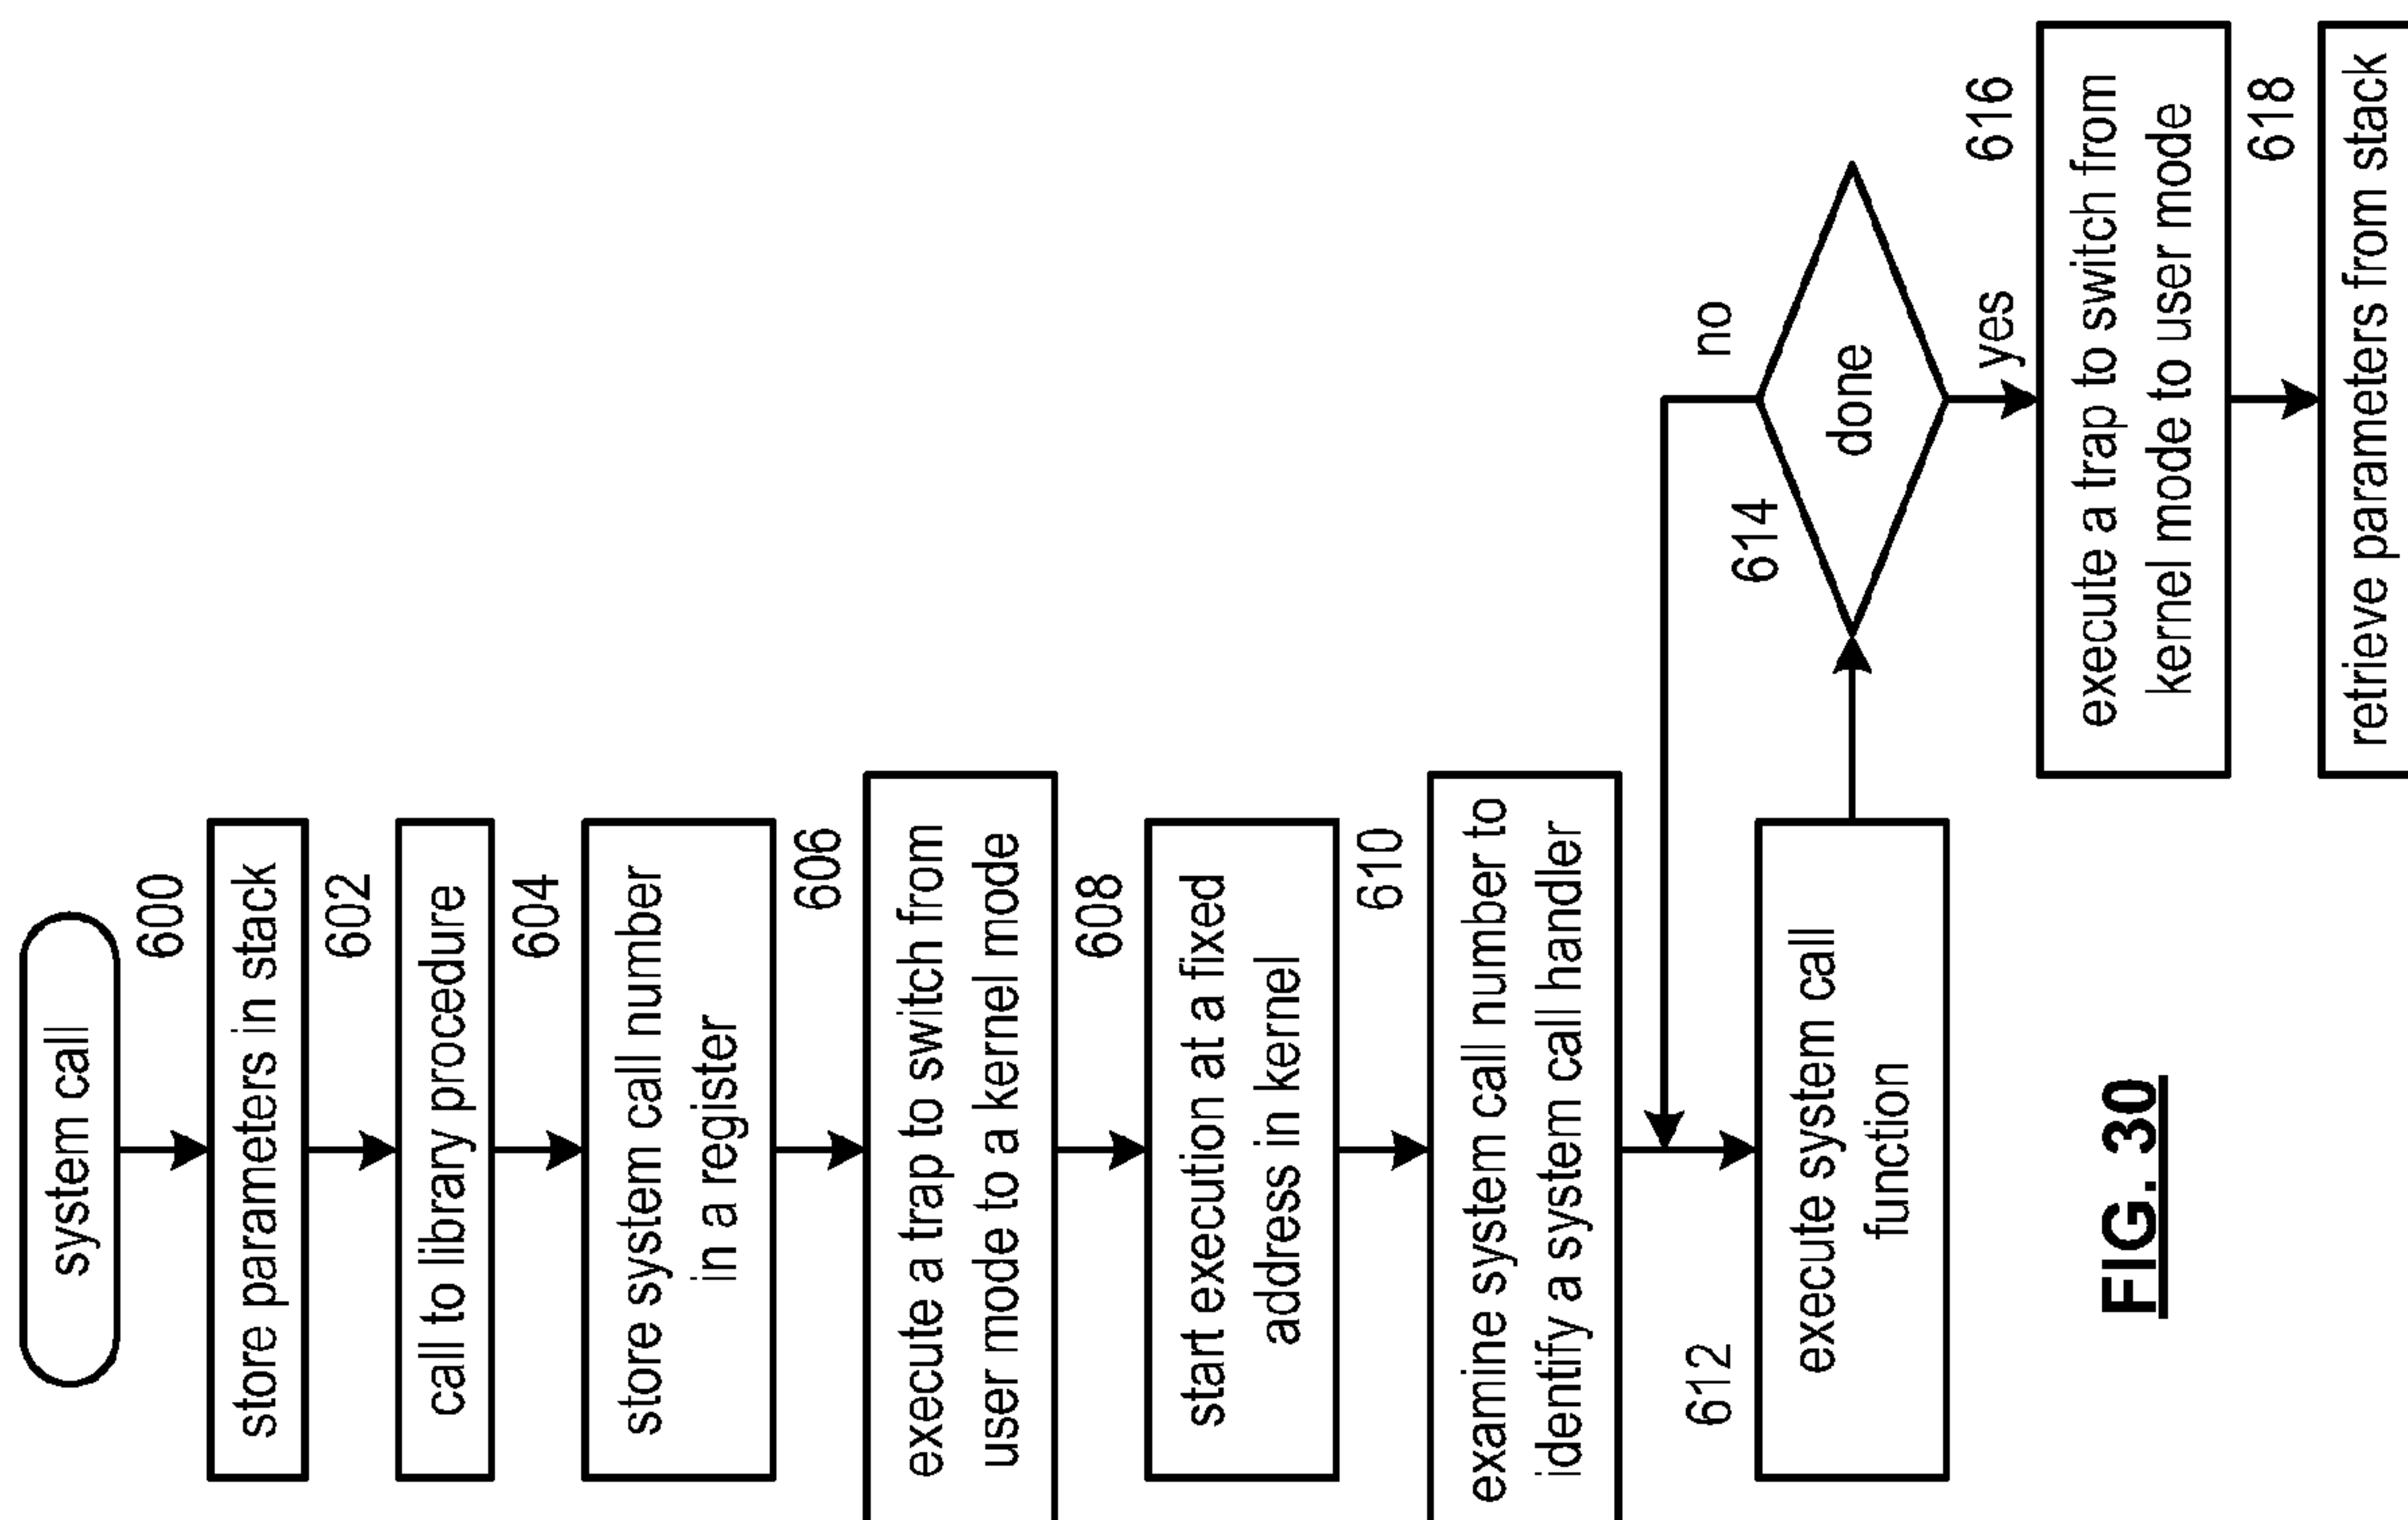 system call
600
store parameters in stack
602
call to library procedure
604
store system call number
in a register
606
execute a trap to switch from
user mode to a kernel mode
608
start execution at a fixed
address in kernel
610
examine system call number to
identify a system call handler
612
execute system call
function
no
614
done
yes
616
execute a trap to switch from
kernel mode to user mode
618
retrieve parameters from stack
FIG. 30